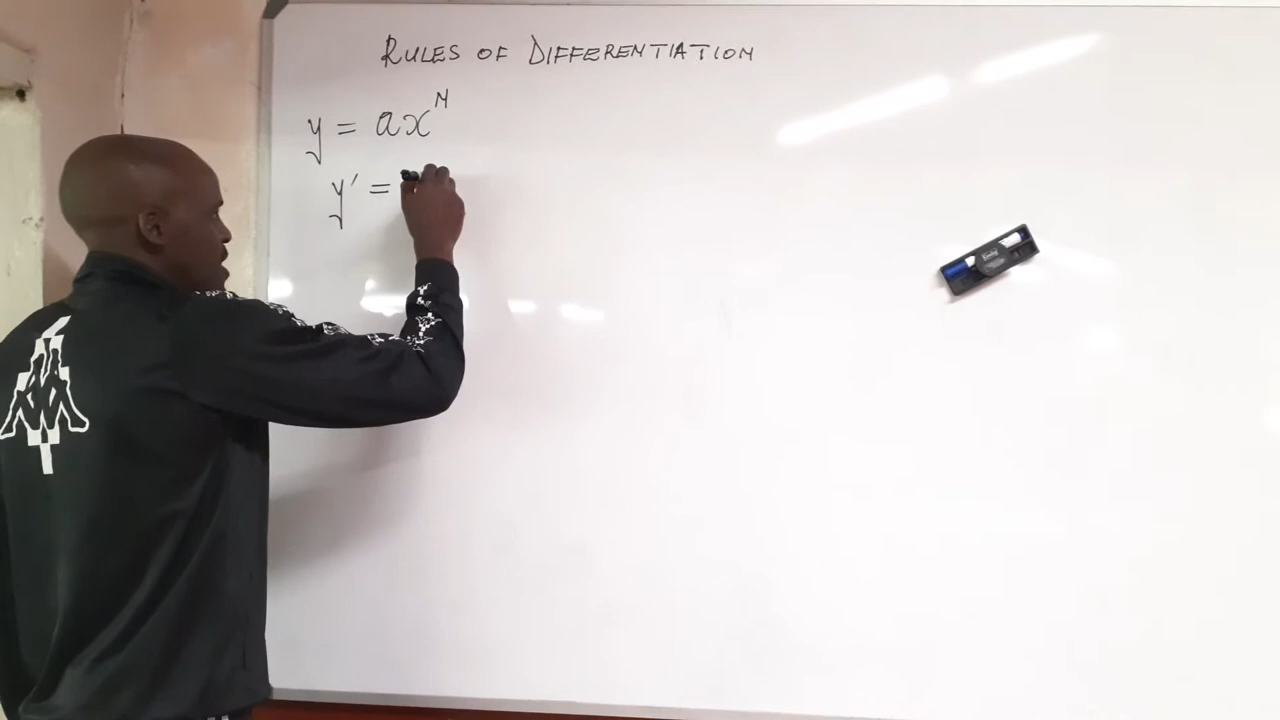 RULES OF DIFFERENTIATION
y = ax^N
y' =